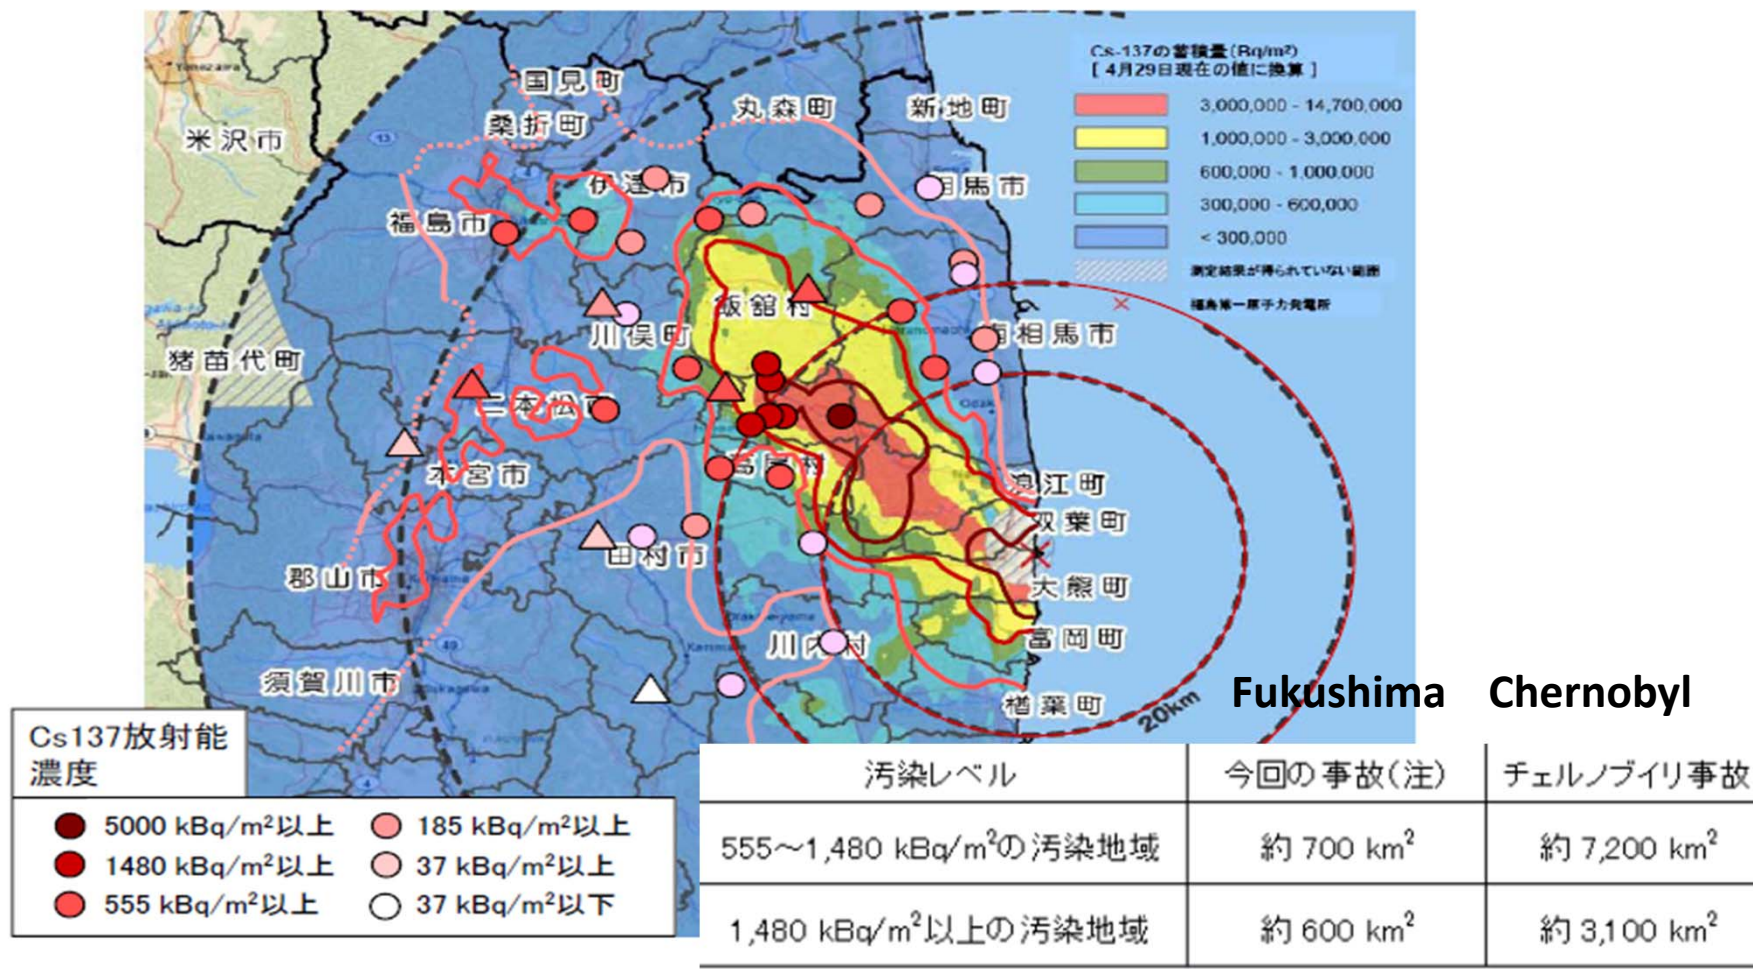 Cs-137の蓄積量(Bq/m²)
[ 4月29日現在の値に換算 ]
3,000,000 - 14,700,000
1,000,000 - 3,000,000
600,000 - 1,000,000
300,000 - 600,000
< 300,000
測定結果が得られていない範囲
福島第一原子力発電所
国見町
桑折町
丸森町
新地町
米沢市
伊達市
福島市
飯舘村
川俣町
猪苗代町
二本松市
本宮市
浪江町
双葉町
田村市
郡山市
大熊町
富岡町
川内村
須賀川市
楢葉町
20km
Fukushima Chernobyl
Cs137放射能
濃度
5000 kBq/m²以上
185 kBq/m²以上
1480 kBq/m²以上
37 kBq/m²以上
555 kBq/m²以上
37 kBq/m²以下
汚染レベル 今回の事故(注) チェルノブイリ事故
555～1,480 kBq/m²の汚染地域 約 700 km² 約 7,200 km²
1,480 kBq/m²以上の汚染地域 約 600 km² 約 3,100 km²